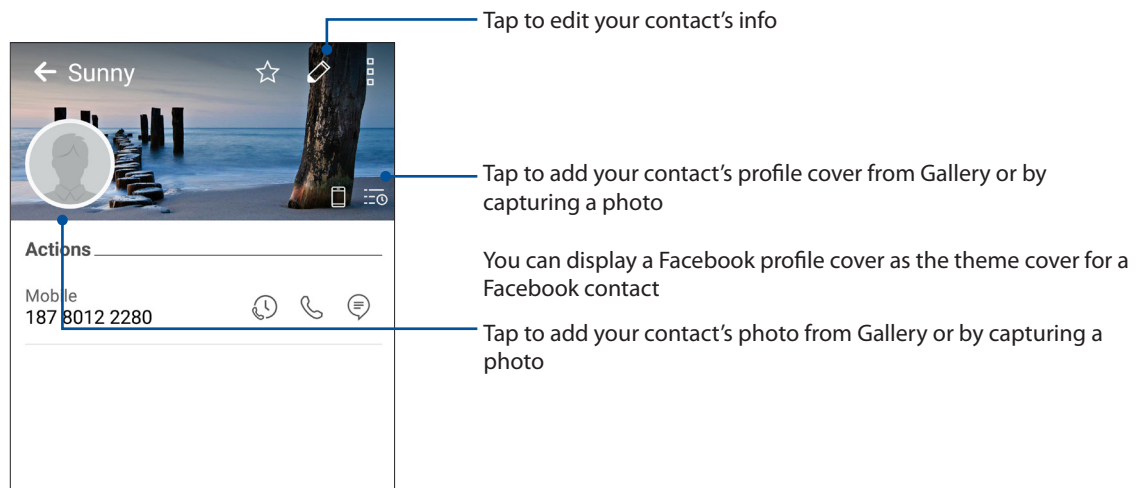 Tap to edit your contact's info
Sunny
Tap to add your contact's profile cover from Gallery or by
capturing a photo
Actions
You can display a Facebook profile cover as the theme cover for a
Facebook contact
Mobile
187 8012 2280
Tap to add your contact's photo from Gallery or by capturing a
photo